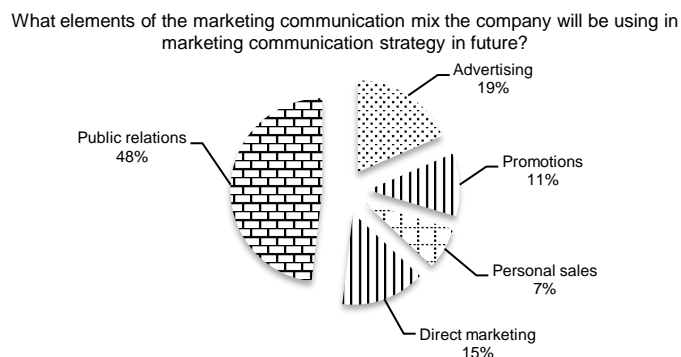 What elements of the marketing communication mix the company will be using in
marketing communication strategy in future?
Advertising
19%
Promotions
11%
Personal sales
7%
Direct marketing
15%
Public relations
48%